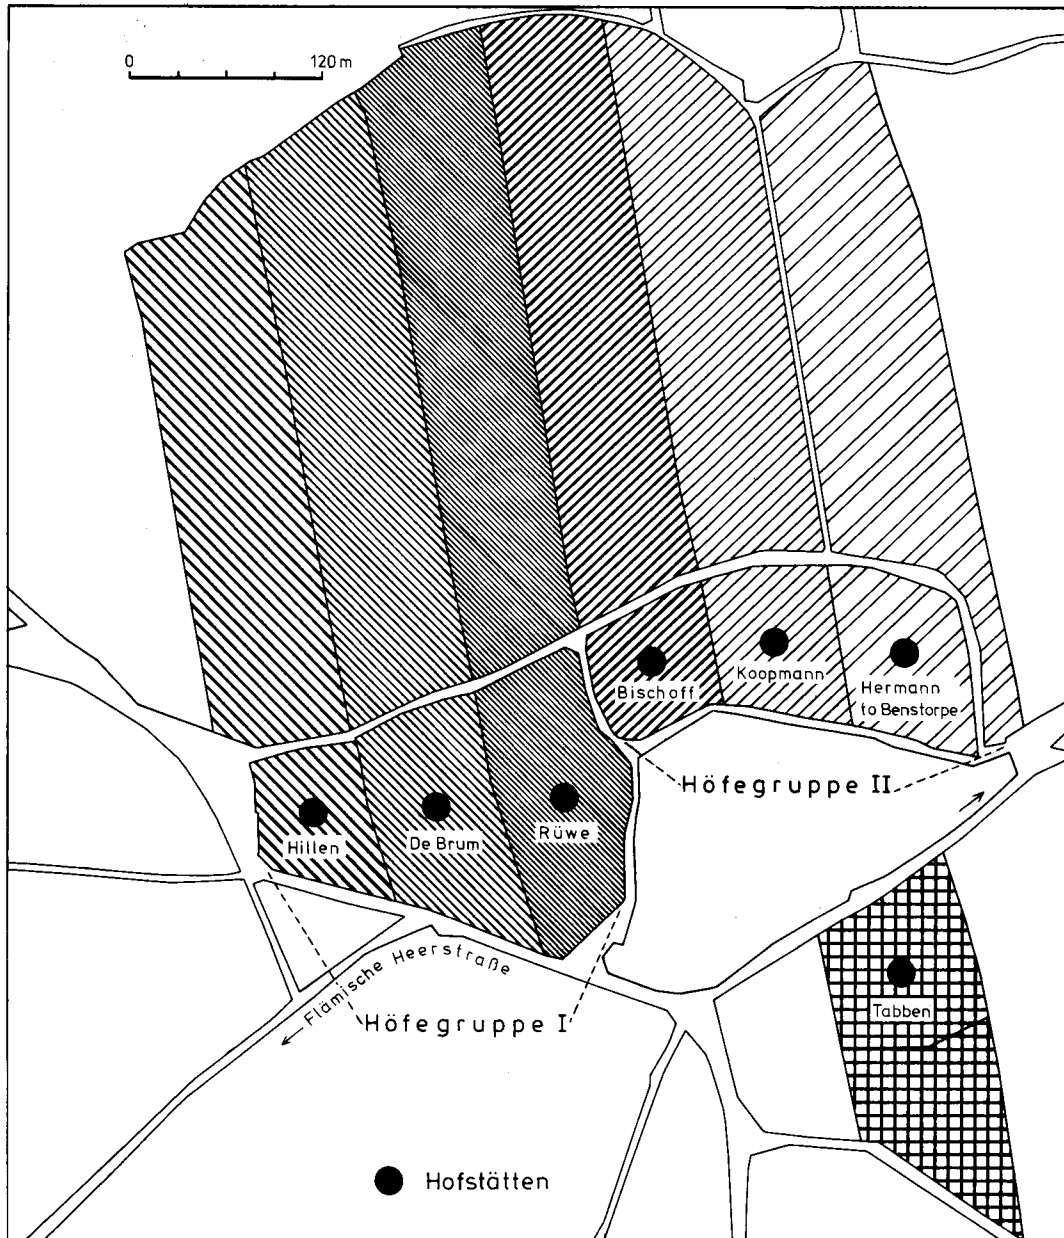 0 120 m
Bischoff
Koopmann
Hermann
to Benstorpe
Höfegruppe II
Hillen
De Brum
Rüwe
Flämische Heerstraße
Tabben
Höfegruppe I
Hofstätten